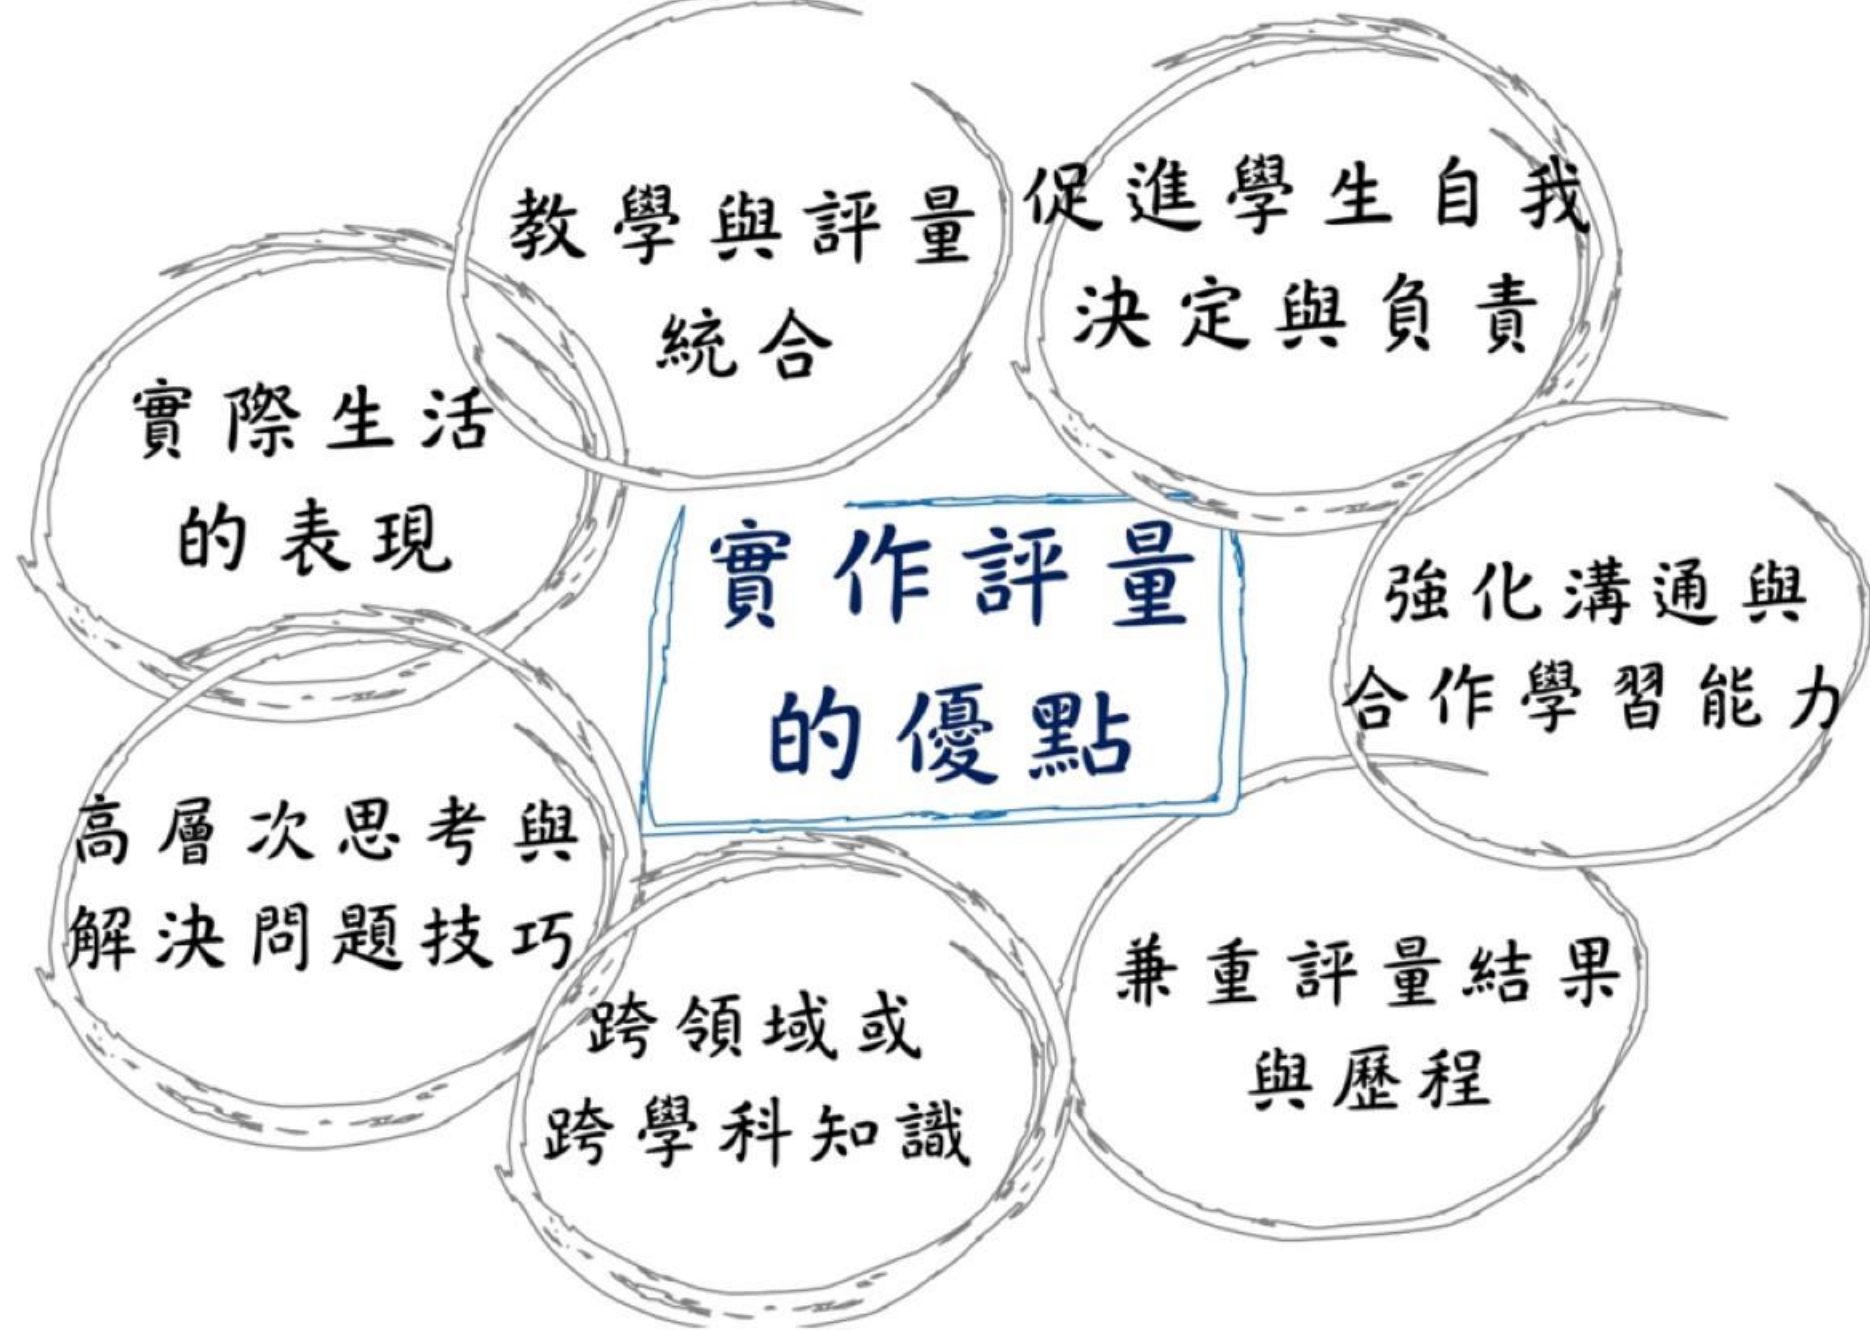 教學與評量
統合
促進學生自我
決定與負責
實際生活
的表現
實作評量
的優點
強化溝通與
合作學習能力
高層次思考與
解決問題技巧
跨領域或
跨學科知識
兼重評量結果
與歷程